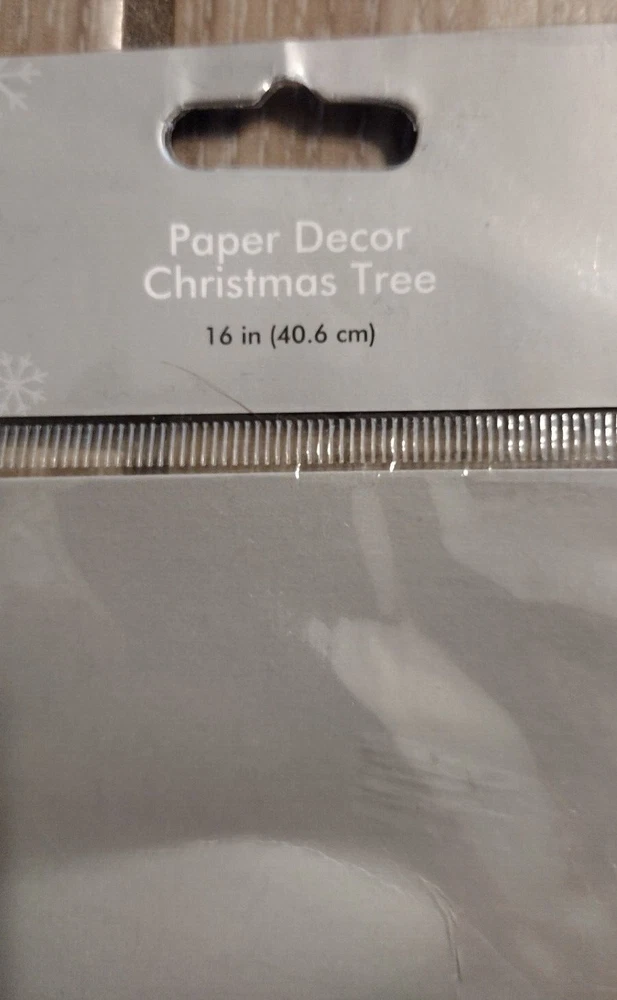 Paper Decor
Christmas Tree
16 in (40.6 cm)